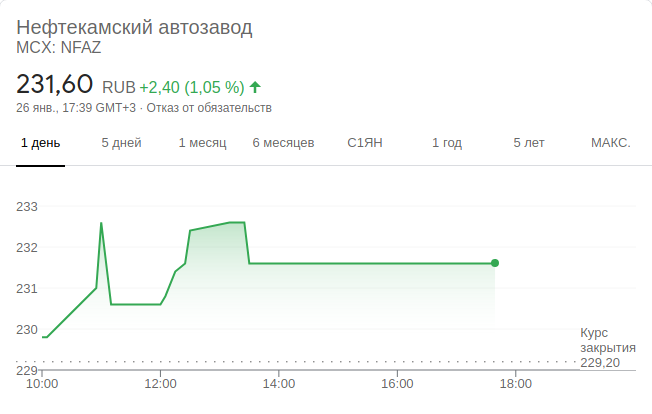 Нефтекамский автозавод
MCX: NFAZ
231,60 RUB +2,40 (1,05 %)
26 янв., 17:39 GMT+3 · Отказ от обязательств
1 день 5 дней 1 месяц 6 месяцев С1ЯН 1 год 5 лет МАКС.
233
232
231
230
229
Курс
закрытия
229,20
10:00 12:00 14:00 16:00 18:00